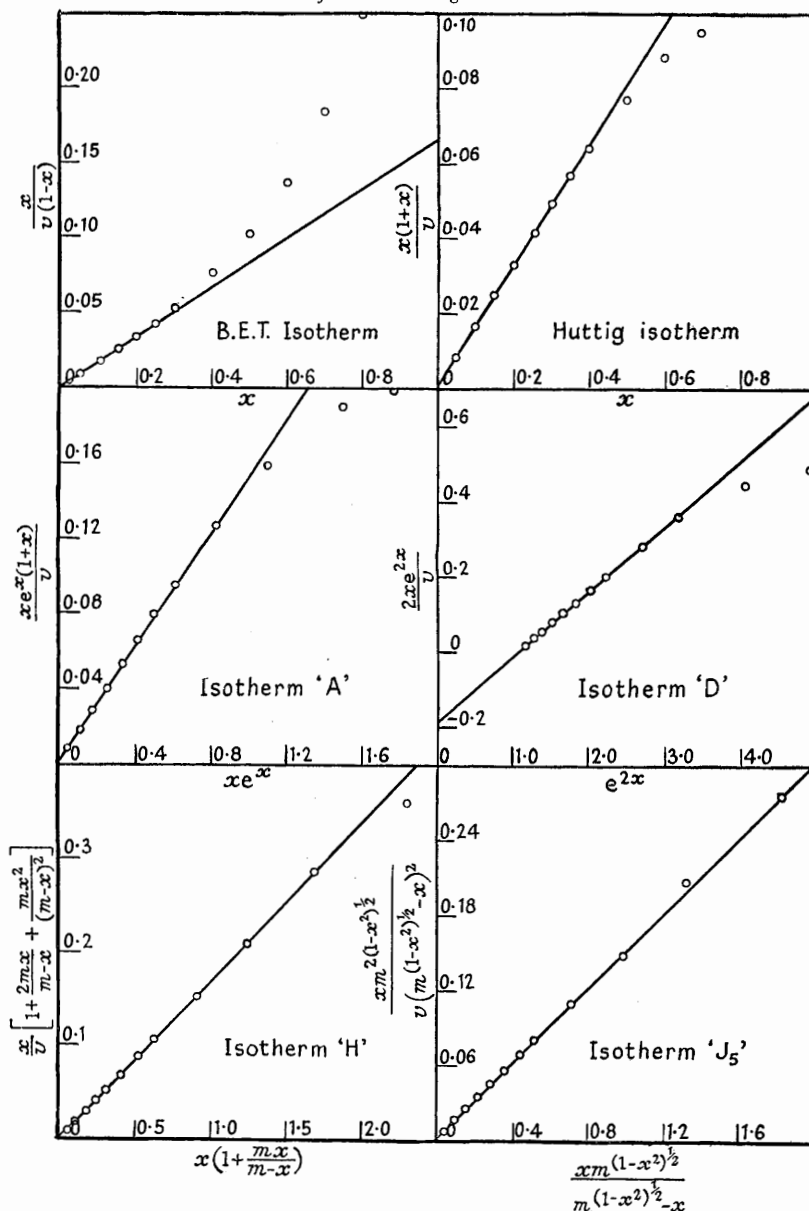 0.20
0.15
0.10
0.05
x
v(1-x)
B.E.T. Isotherm
0
0.2
0.4
0.6
0.8
x
0.10
0.08
0.06
0.04
0.02
x(1+x)
v
Huttig isotherm
0
0.2
0.4
0.6
0.8
x
0.16
0.12
0.08
0.04
xe^x(1+x)
v
Isotherm 'A'
0
0.4
0.8
1.2
1.6
xe^x
0.6
0.4
0.2
0
-0.2
2xe^2x
v
Isotherm 'D'
0
1.0
2.0
3.0
4.0
e^2x
0.3
0.2
0.1
x/v [1+ 2mx/m-x + mx^2/(m-x)^2]
Isotherm 'H'
0
0.5
1.0
1.5
2.0
x(1+ mx/m-x)
0.24
0.18
0.12
0.06
xm^2(1-x^2)^½
v(m^(1-x^2)^½-x)^2
Isotherm 'J₅'
0
0.4
0.8
1.2
1.6
xm^(1-x^2)^½
m^(1-x^2)^½-x